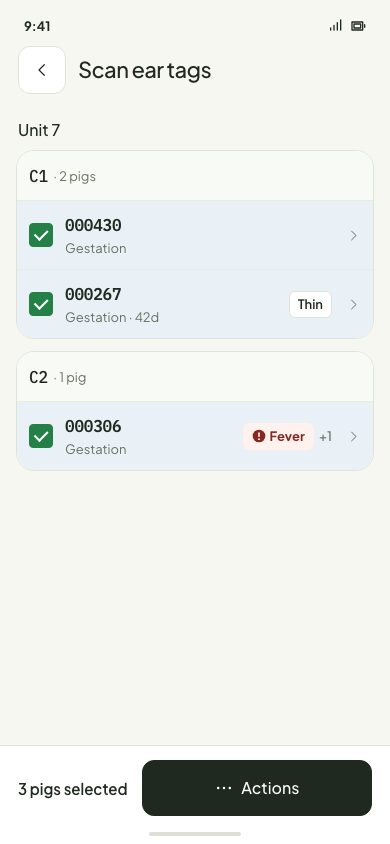 9:41
Scan ear tags
Unit 7
C1 · 2 pigs
000430
Gestation
000267
Gestation · 42d
Thin
C2 · 1 pig
000306
Gestation
Fever +1
3 pigs selected
··· Actions